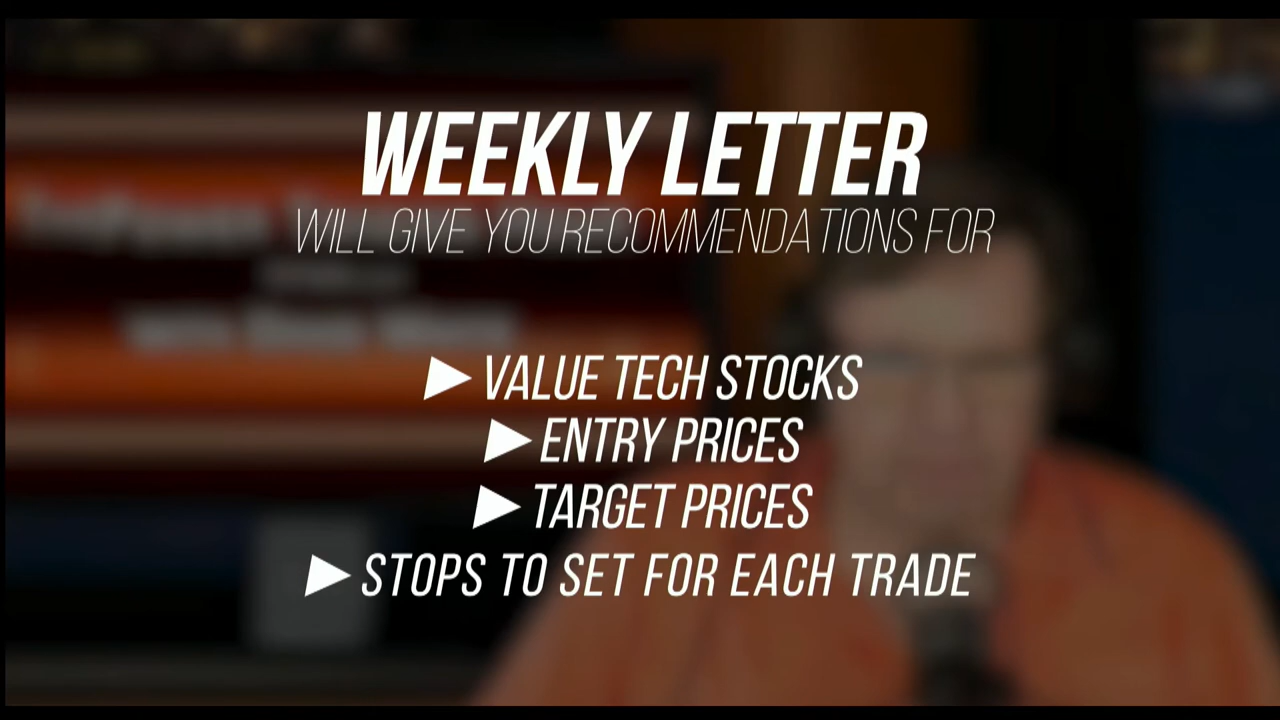 WEEKLY LETTER
WILL GIVE YOU RECOMMENDATIONS FOR
▶ VALUE TECH STOCKS
▶ ENTRY PRICES
▶ TARGET PRICES
▶ STOPS TO SET FOR EACH TRADE